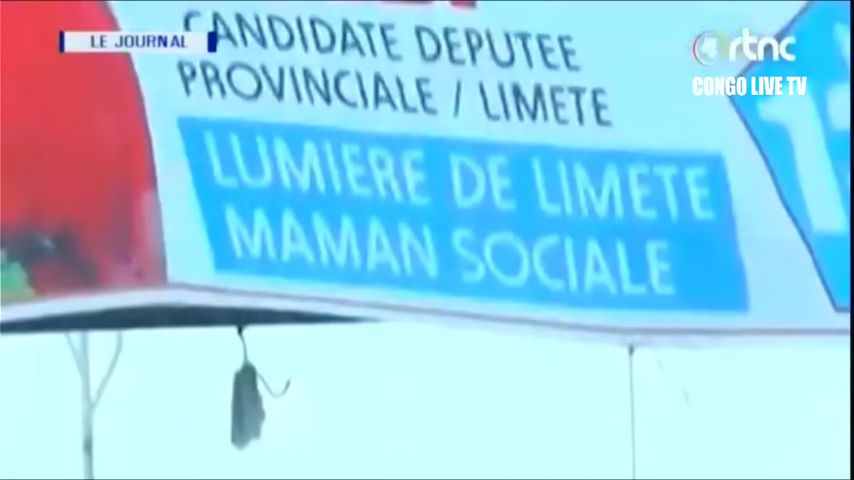 LE JOURNAL
CANDIDATE DEPUTEE
PROVINCIALE / LIMETE
LUMIERE DE LIMETE
MAMAN SOCIALE
rtnc
CONGO LIVE TV